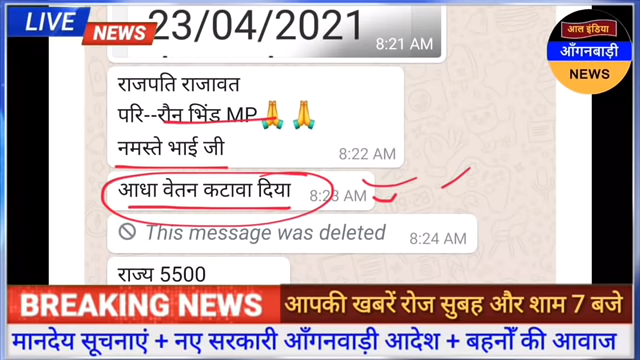 LIVE
NEWS
23/04/2021
8:21 AM
आल इंडिया
आँगनबाड़ी
NEWS
राजपति राजावत
परि--रौन भिंड MP🙏🙏
नमस्ते भाई जी
8:22 AM
आधा वेतन कटावा दिया
8:23 AM
This message was deleted
8:24 AM
राज्य 5500
BREAKING NEWS
आपकी खबरें रोज सुबह और शाम 7 बजे
मानदेय सूचनाएं + नए सरकारी आँगनवाड़ी आदेश + बहनोँ की आवाज